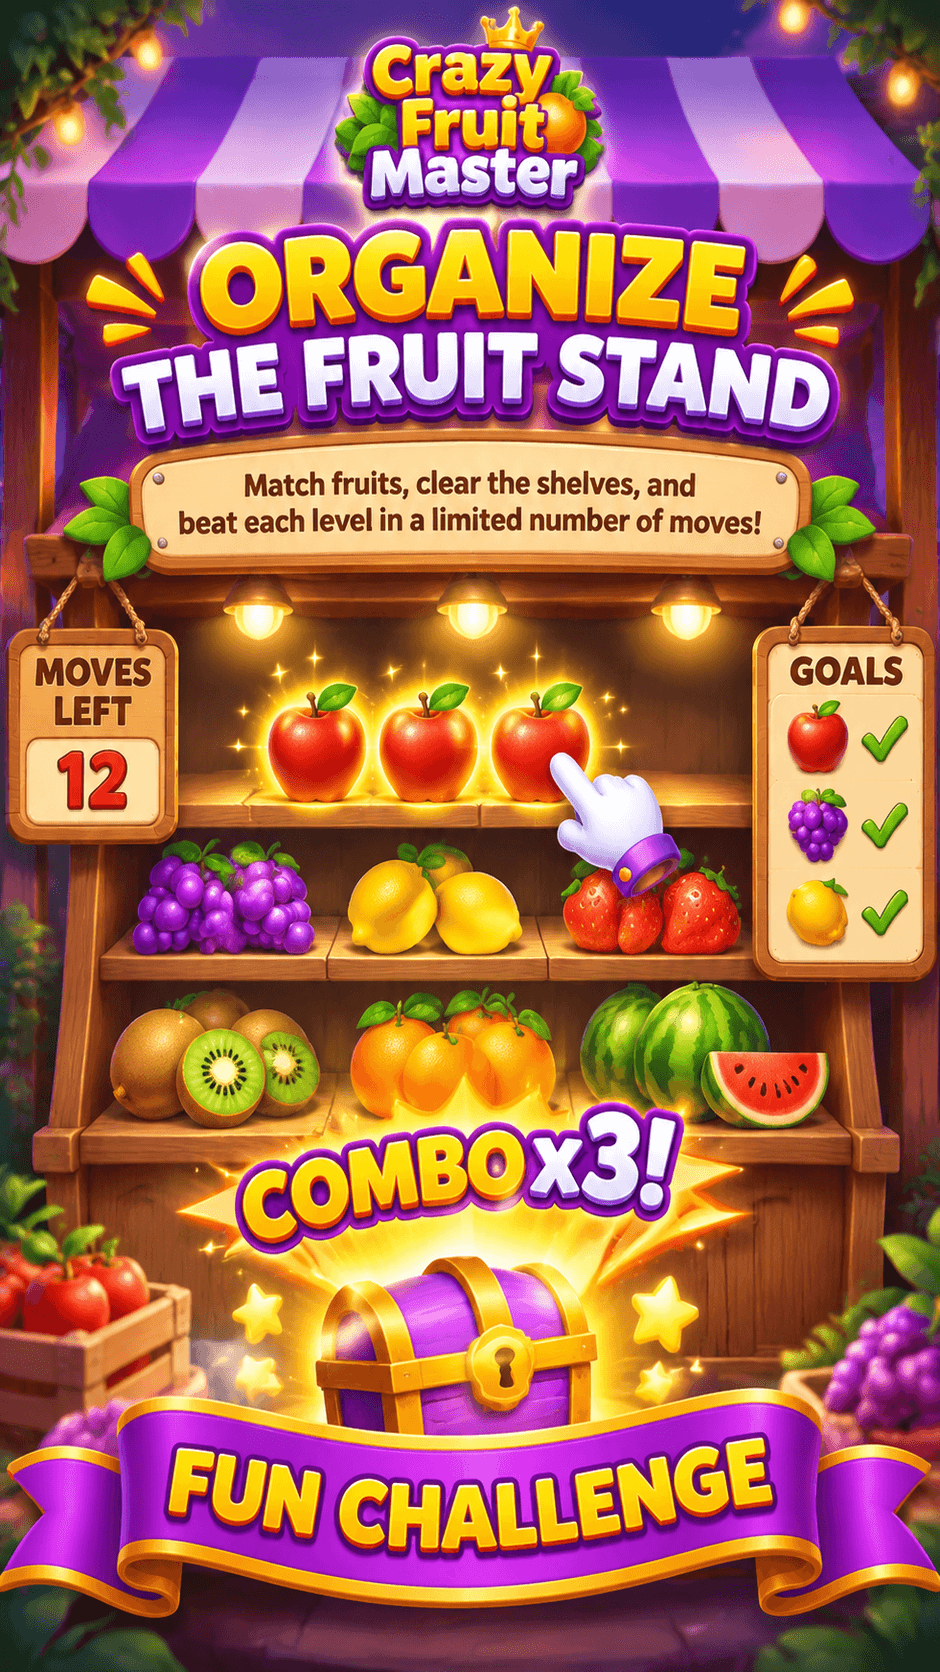 Crazy
Fruit
Master
ORGANIZE
THE FRUIT STAND
Match fruits, clear the shelves, and
beat each level in a limited number of moves!
MOVES
LEFT
12
GOALS
COMBO x3!
FUN CHALLENGE